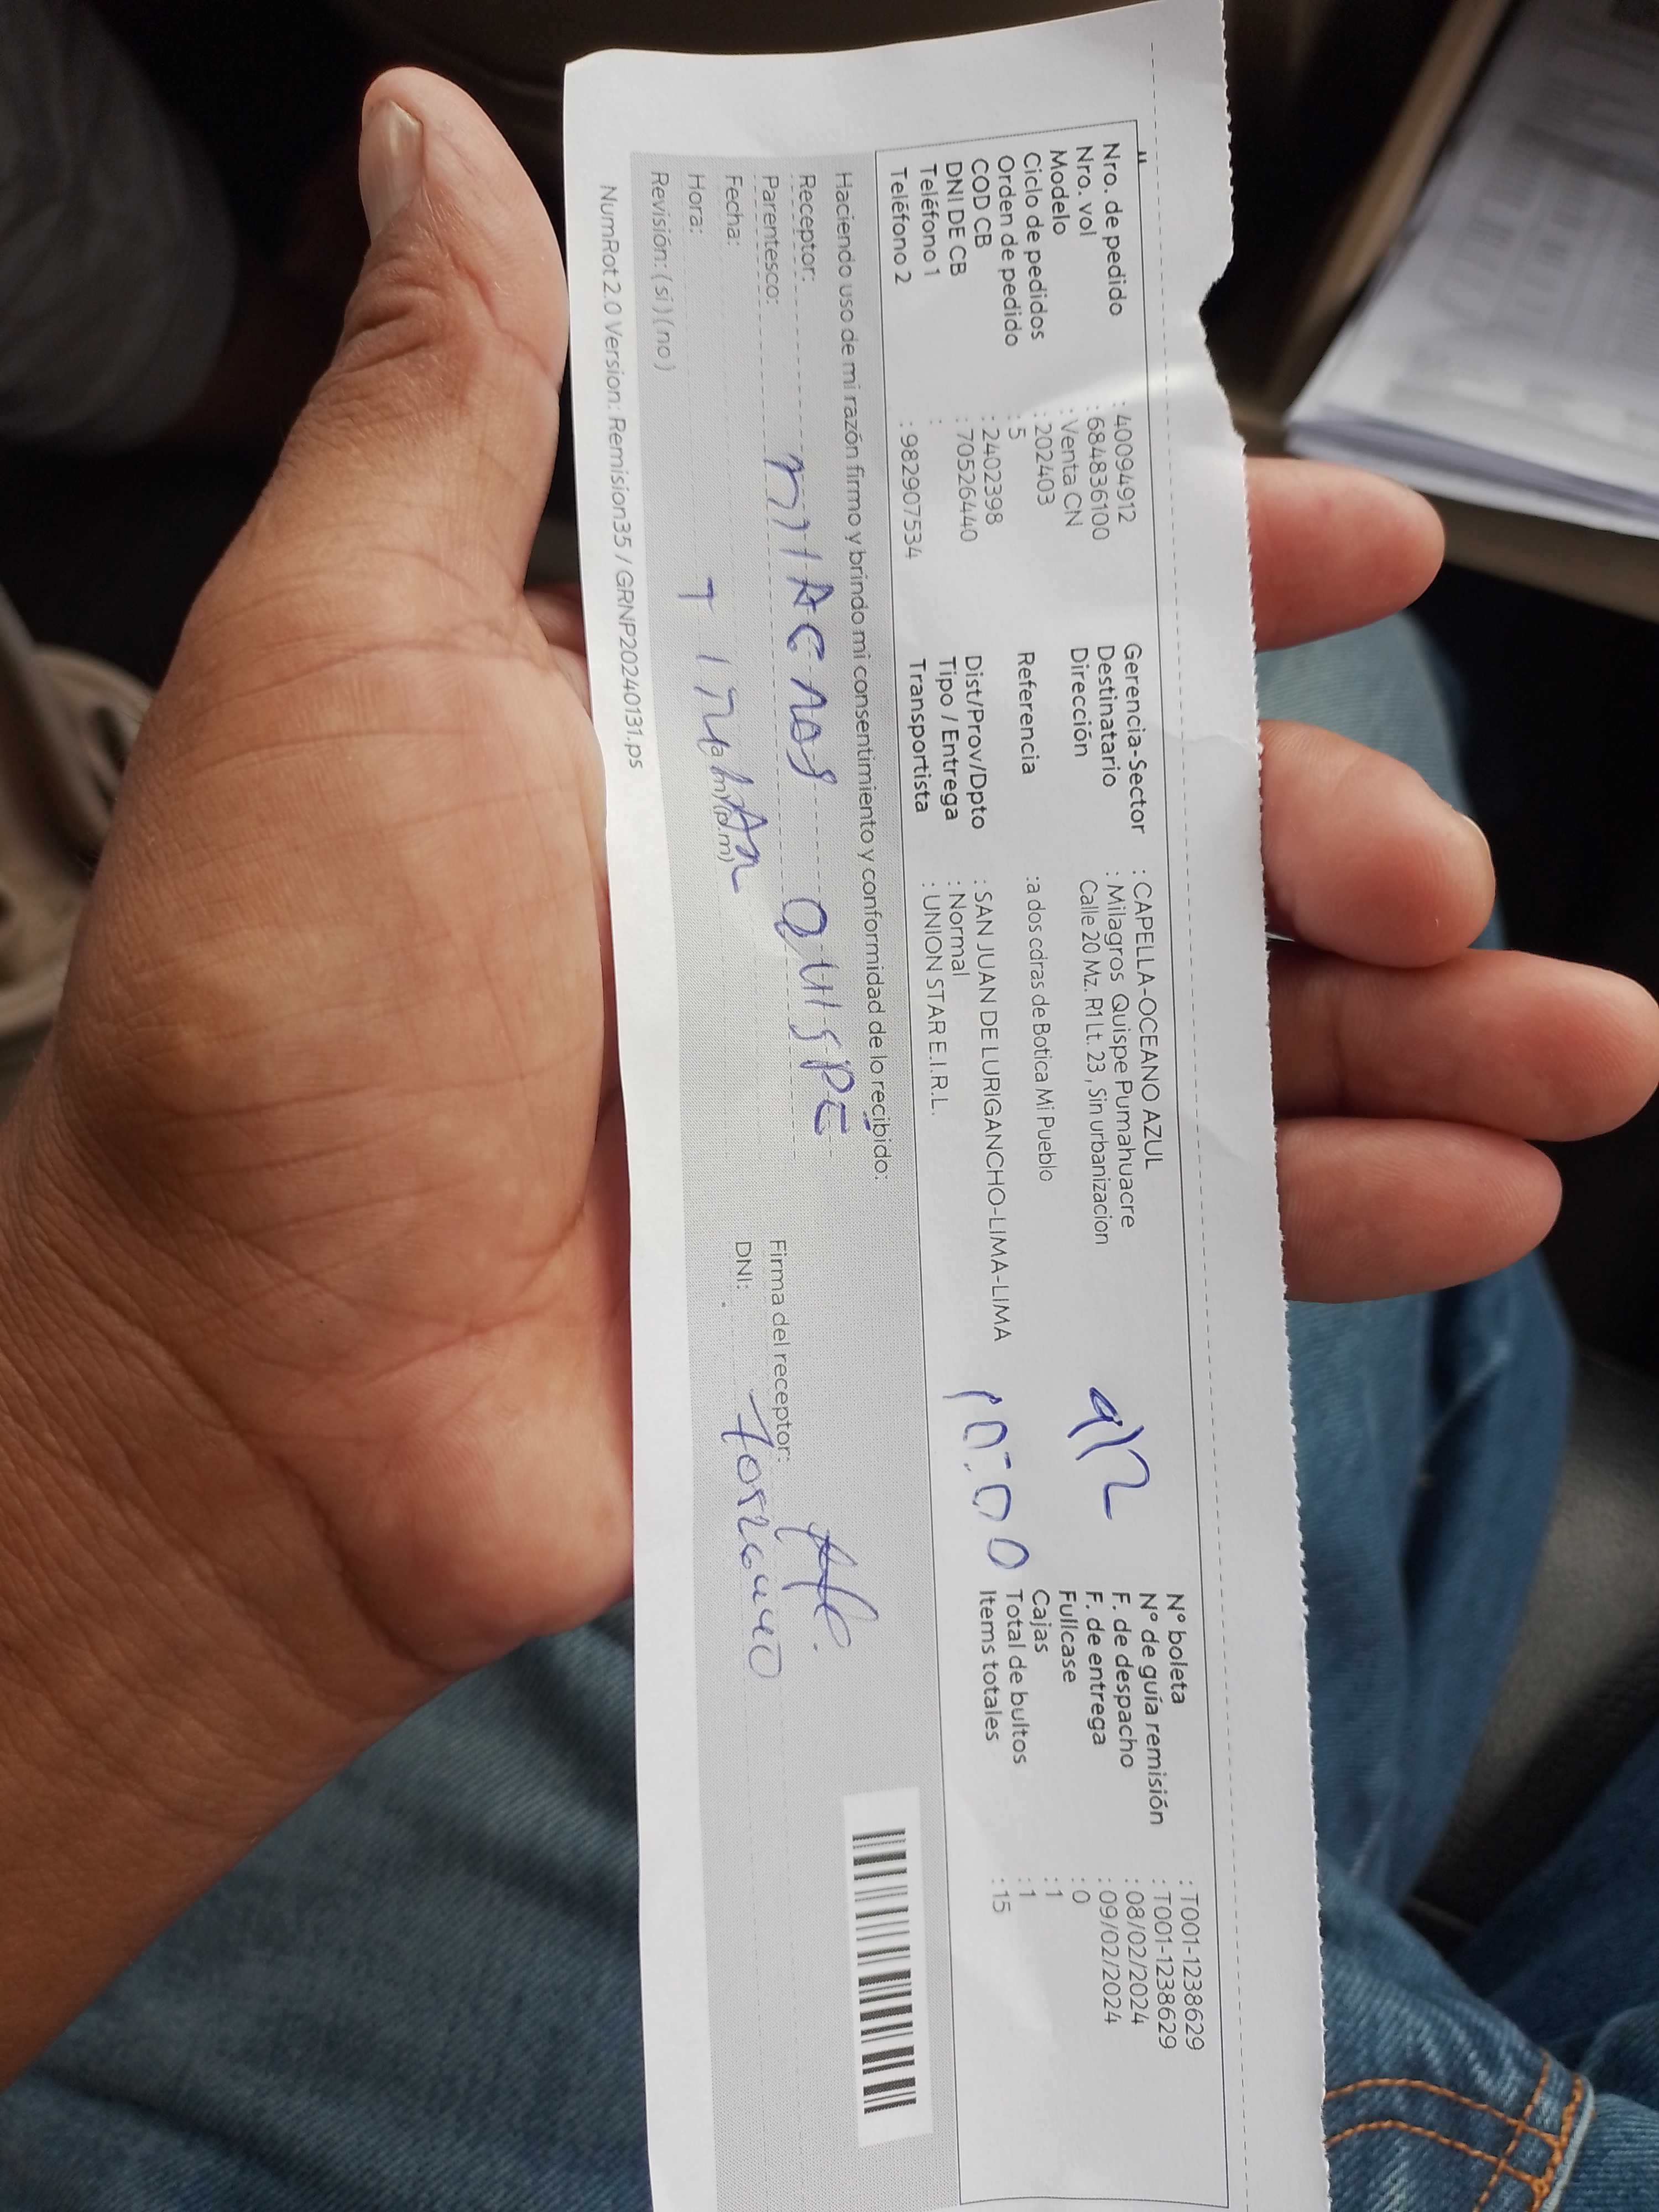 Nro. de pedido : 40094912
Nro. vol : 684836100
Modelo : Venta CN
Ciclo de pedidos : 202403
Orden de pedido : 5
COD CB : 2402398
DNI DE CB : 70526440
Teléfono 1 :
Teléfono 2 : 982907534
Gerencia-Sector : CAPELLA-OCEANO AZUL
Destinatario : Milagros Quispe Pumahuacre
Dirección Calle 20 Mz. R1 Lt. 23 , Sin urbanizacion
Referencia :a dos cdras de Botica Mi Pueblo
Dist/Prov/Dpto : SAN JUAN DE LURIGANCHO-LIMA-LIMA
Tipo / Entrega : Normal
Transportista : UNION STAR E.I.R.L.
9/2
10:00
N° boleta : T001-1238629
N° de guía remisión : T001-1238629
F. de despacho : 08/02/2024
F. de entrega : 09/02/2024
Fullcase : 0
Cajas : 1
Total de bultos : 1
Items totales : 15
Haciendo uso de mi razón firmo y brindo mi consentimiento y conformidad de lo recibido:
Receptor: MILAGROS QUISPE
Parentesco:
Fecha:
Hora: (a.m)(p.m)
Revisión: (si) (no)
Firma del receptor:
DNI: 70526440
NumRot 2.0 Version: Remision35 / GRNP20240131.ps